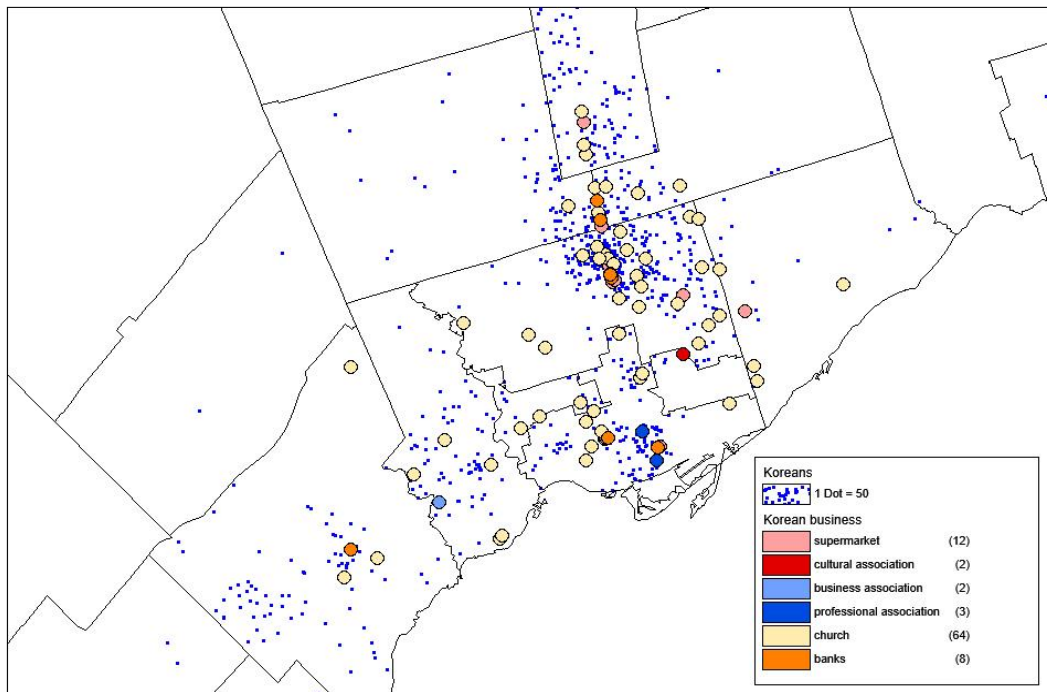 Koreans
1 Dot = 50
Korean business
supermarket (12)
cultural association (2)
business association (2)
professional association (3)
church (64)
banks (8)